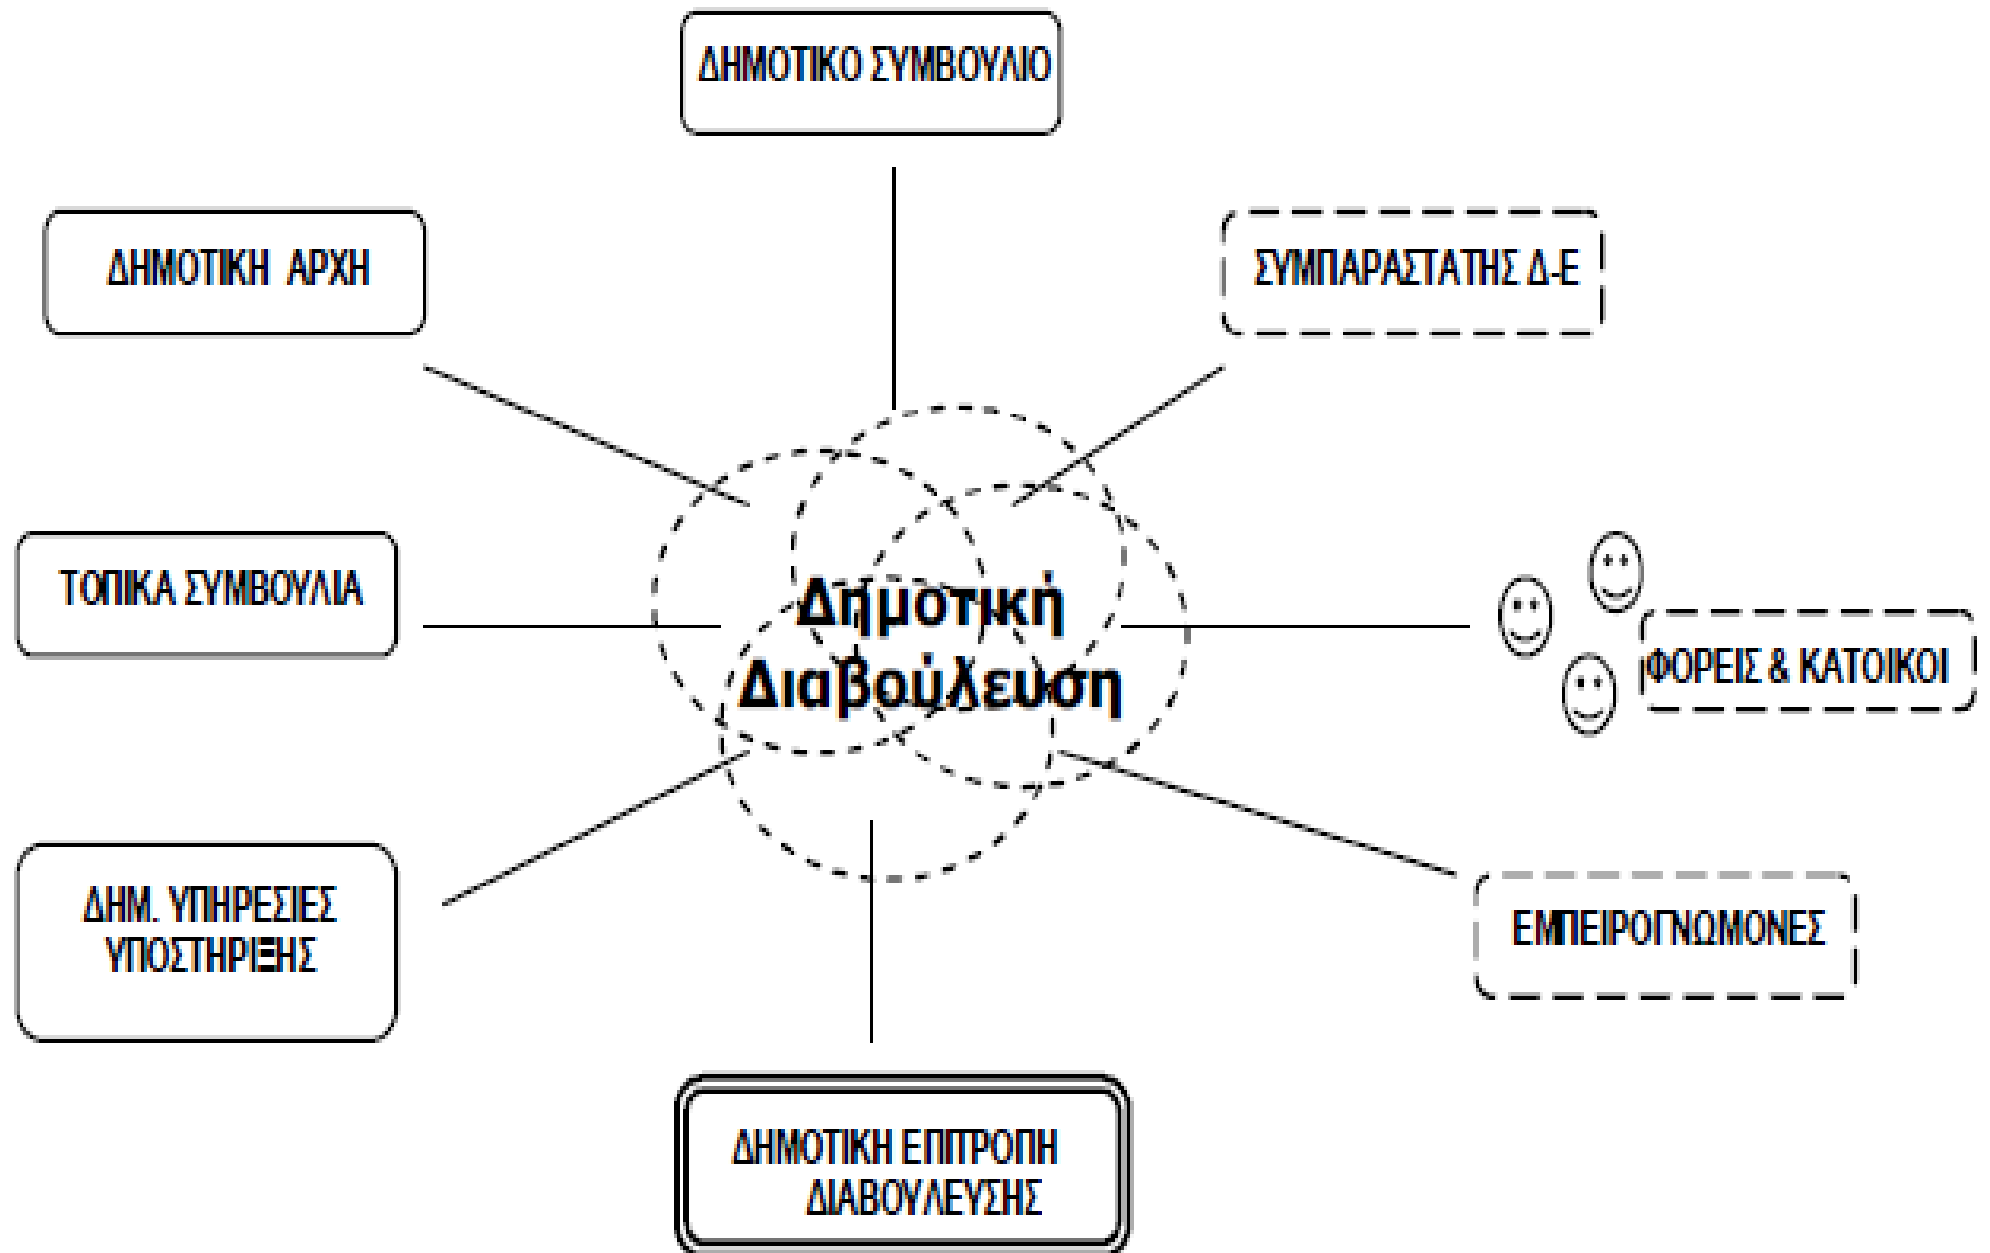 ΔΗΜΟΤΙΚΟ ΣΥΜΒΟΥΛΙΟ
ΔΗΜΟΤΙΚΗ ΑΡΧΗ
ΣΥΜΠΑΡΑΣΤΑΤΗΣ Δ-Ε
ΤΟΠΙΚΑ ΣΥΜΒΟΥΛΙΑ
Δημοτική
Διαβούλευση
ΦΟΡΕΙΣ & ΚΑΤΟΙΚΟΙ
ΔΗΜ. ΥΠΗΡΕΣΙΕΣ
ΥΠΟΣΤΗΡΙΞΗΣ
ΕΜΠΕΙΡΟΓΝΩΜΟΝΕΣ
ΔΗΜΟΤΙΚΗ ΕΠΙΤΡΟΠΗ
ΔΙΑΒΟΥΛΕΥΣΗΣ